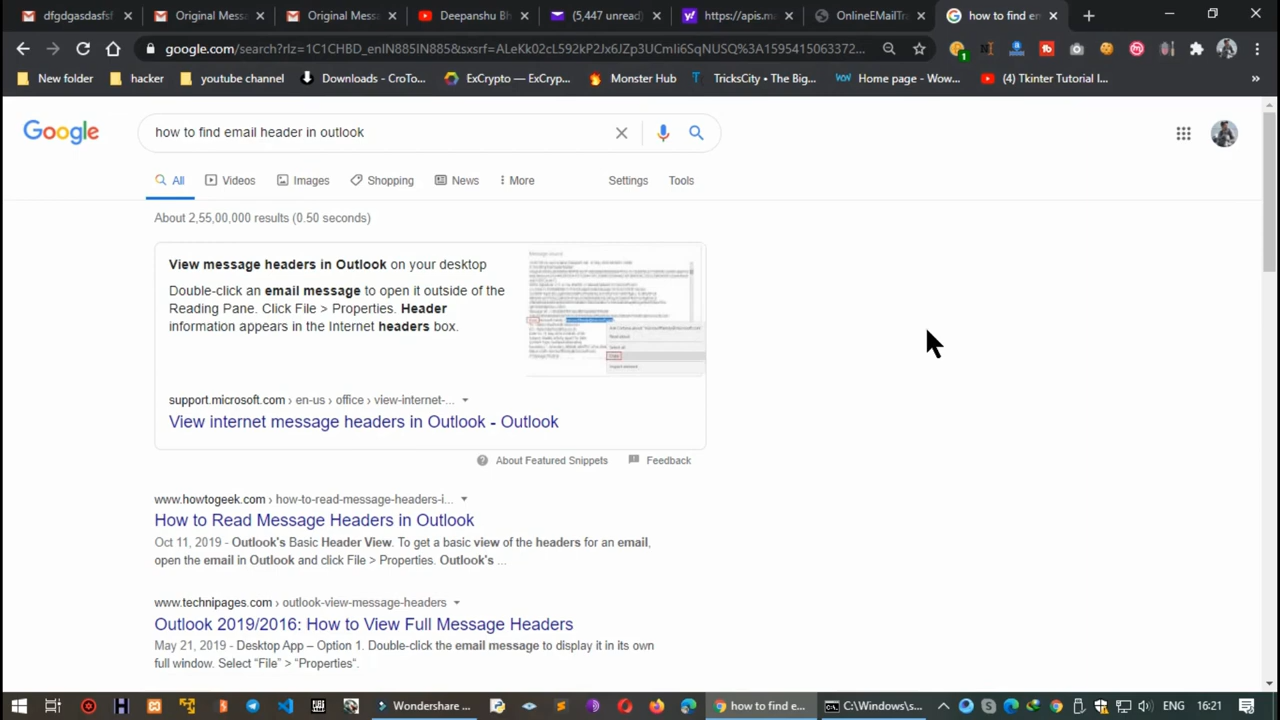 dfgdgasdasfsf
Original Messa
Original Messa
Deepanshu Bh
(5,447 unread)
https://apis.ma
OnlineEMailTra
how to find em
google.com/search?rlz=1C1CHBD_enIN885IN885&sxsrf=ALeKk02cL592kP2Jx6JZp3UCmIi6SqNUSQ%3A1595415063372...
New folder
hacker
youtube channel
Downloads - CroTo...
ExCrypto — ExCryp...
Monster Hub
TricksCity – The Big...
Home page - Wow...
(4) Tkinter Tutorial I...
»
Google
how to find email header in outlook
All
Videos
Images
Shopping
News
More
Settings
Tools
About 2,55,00,000 results (0.50 seconds)
View message headers in Outlook on your desktop
Double-click an email message to open it outside of the
Reading Pane. Click File > Properties. Header
information appears in the Internet headers box.
support.microsoft.com › en-us › office › view-internet-...
View internet message headers in Outlook - Outlook
About Featured Snippets
Feedback
www.howtogeek.com › how-to-read-message-headers-i...
How to Read Message Headers in Outlook
Oct 11, 2019 - Outlook's Basic Header View. To get a basic view of the headers for an email,
open the email in Outlook and click File > Properties. Outlook's ...
www.technipages.com › outlook-view-message-headers
Outlook 2019/2016: How to View Full Message Headers
May 21, 2019 - Desktop App – Option 1. Double-click the email message to display it in its own
full window. Select “File” > “Properties“.
Wondershare ...
how to find e...
C:\Windows\s...
16:21